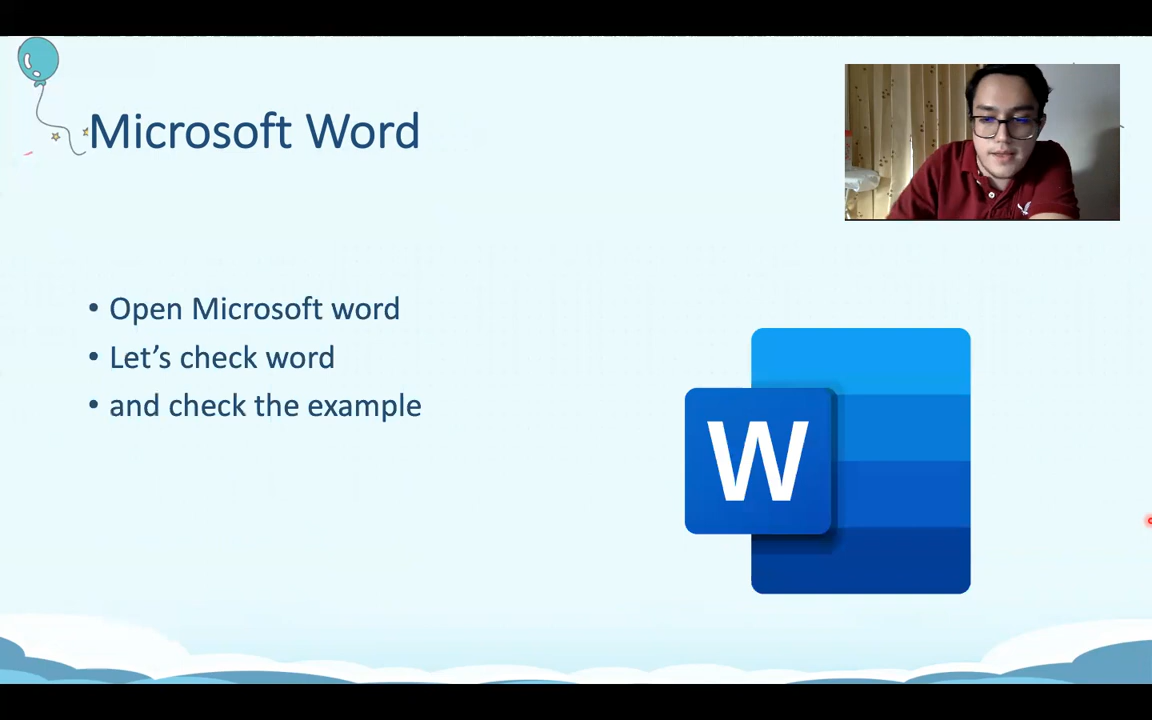 Microsoft Word
• Open Microsoft word
• Let’s check word
• and check the example
W